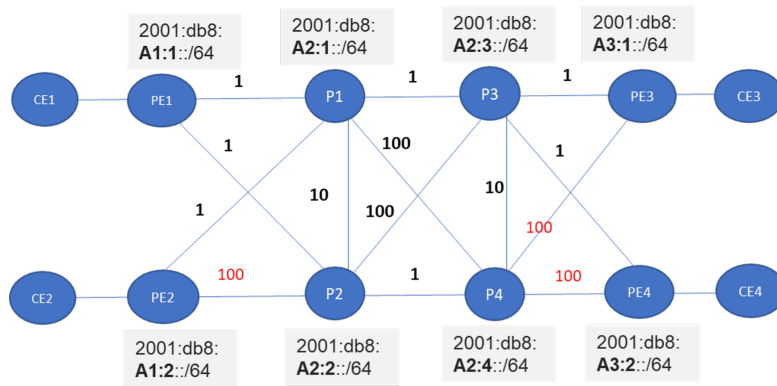 2001:db8:
A1:1::/64
2001:db8:
A2:1::/64
2001:db8:
A2:3::/64
2001:db8:
A3:1::/64
1
1
1
CE1
PE1
P1
P3
PE3
CE3
1
100
1
1
10
100
10
100
100
1
100
CE2
PE2
P2
P4
PE4
CE4
2001:db8:
A1:2::/64
2001:db8:
A2:2::/64
2001:db8:
A2:4::/64
2001:db8:
A3:2::/64